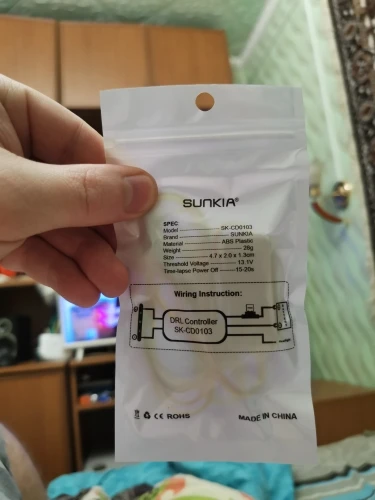 SUNKIA®
SPEC
Model SK-CD0103
Brand SUNKIA
Material ABS Plastic
Weight 28g
Size 4.7 x 2.0 x 1.3cm
Threshold Voltage 13.1V
Time-lapse Power Off 15-20s
Wiring Instruction:
DRL Controller
SK-CD0103
CE ROHS
MADE IN CHINA